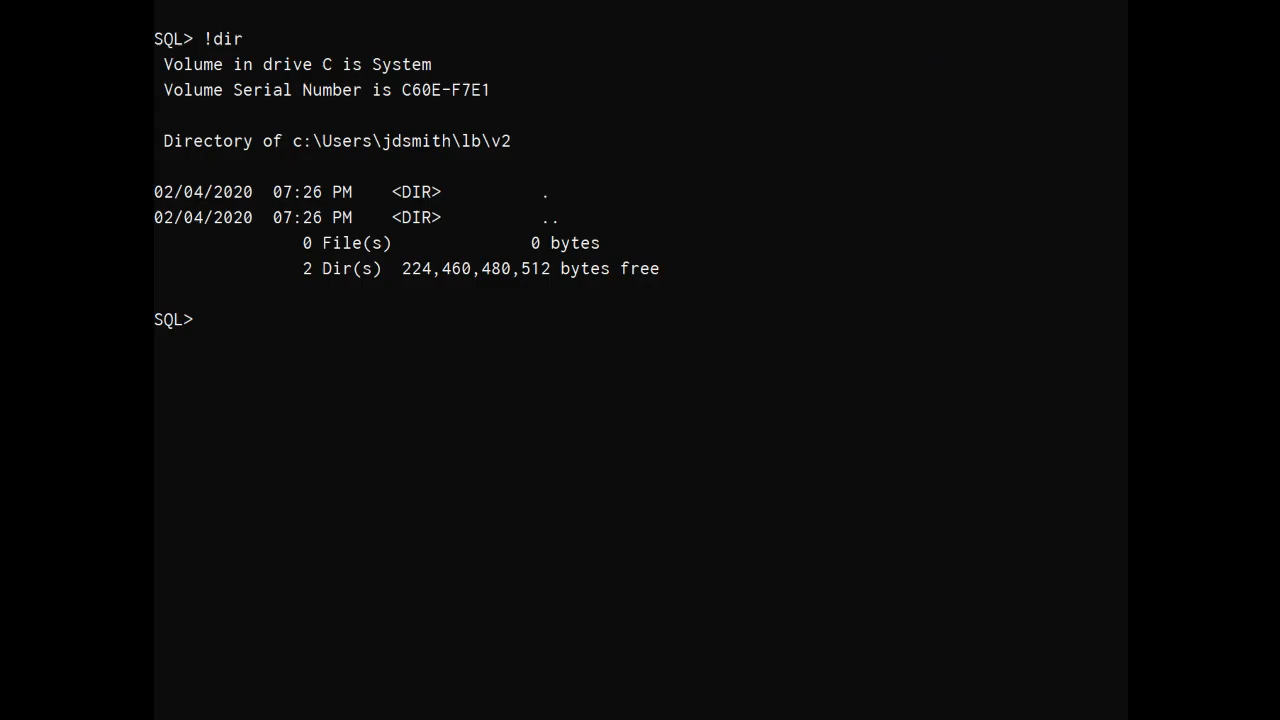 SQL> !dir
Volume in drive C is System
Volume Serial Number is C60E-F7E1
Directory of c:\Users\jdsmith\lb\v2
02/04/2020  07:26 PM    <DIR>          .
02/04/2020  07:26 PM    <DIR>          ..
0 File(s)              0 bytes
2 Dir(s)  224,460,480,512 bytes free
SQL>